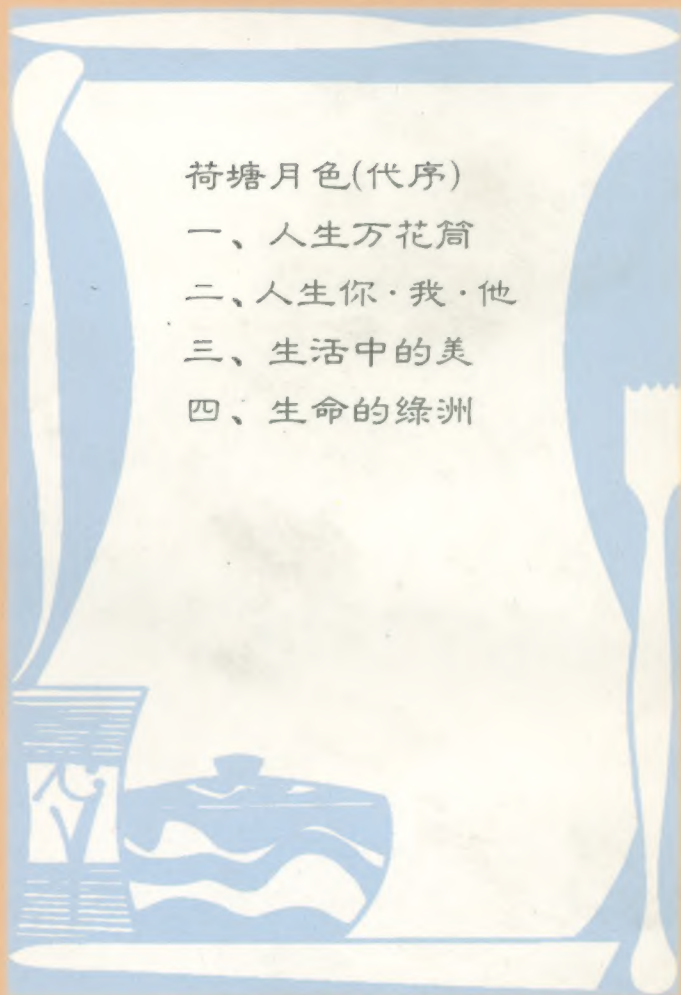 荷塘月色(代序)
一、人生万花筒
二、人生你·我·他
三、生活中的美
四、生命的绿洲